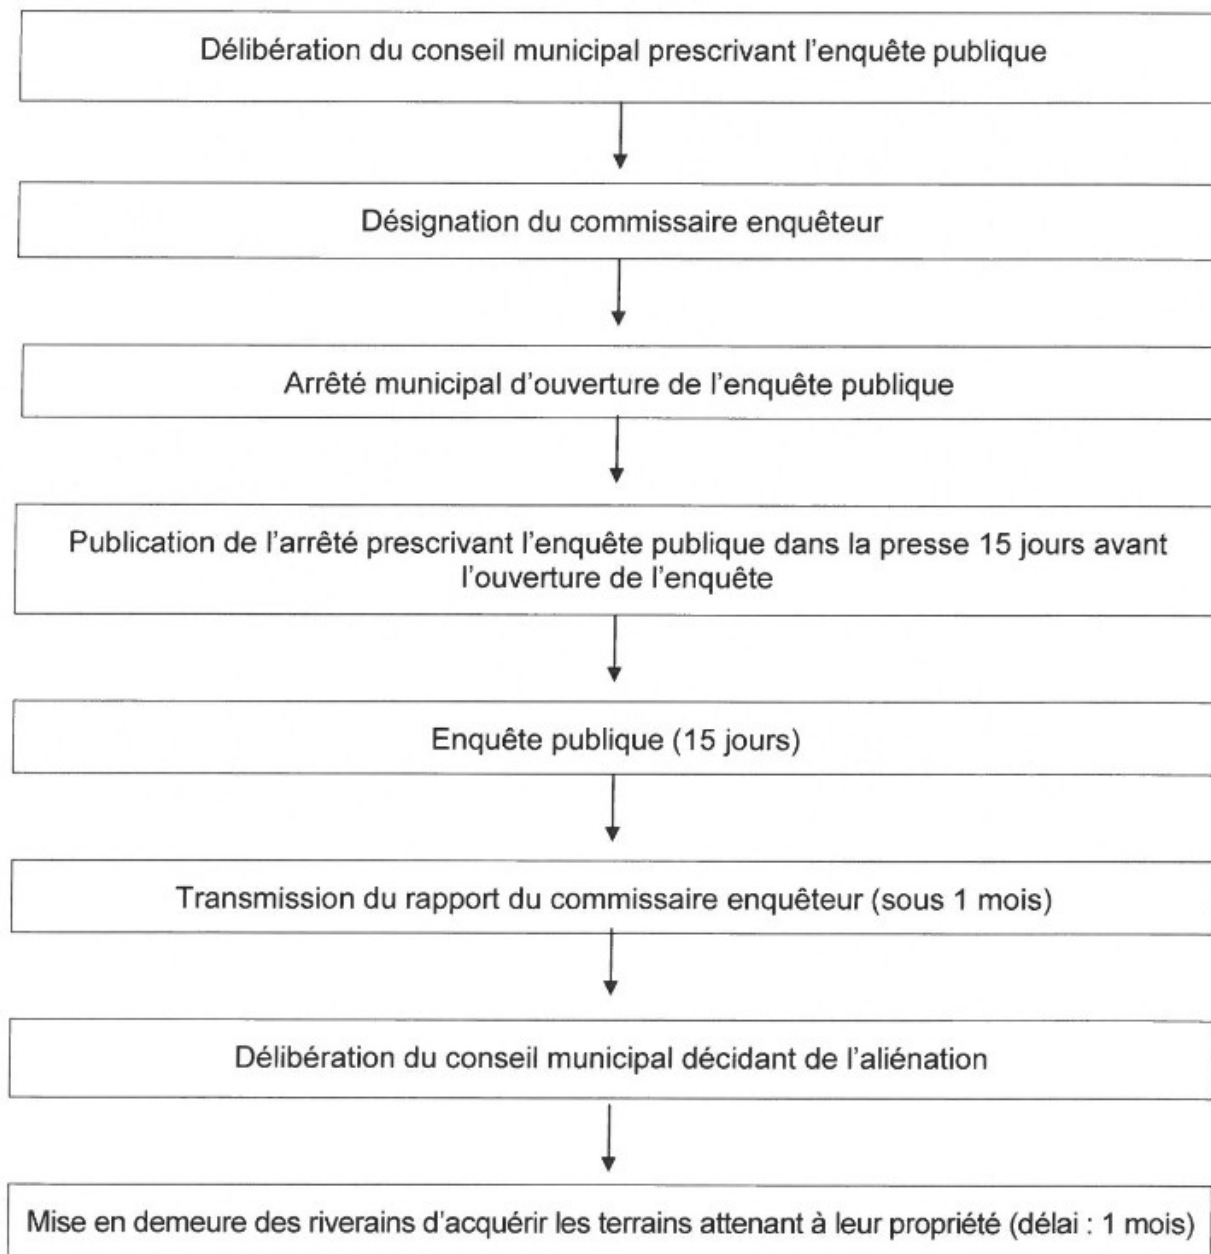 Délibération du conseil municipal prescrivant l'enquête publique
Désignation du commissaire enquêteur
Arrêté municipal d'ouverture de l'enquête publique
Publication de l'arrêté prescrivant l'enquête publique dans la presse 15 jours avant
l'ouverture de l'enquête
Enquête publique (15 jours)
Transmission du rapport du commissaire enquêteur (sous 1 mois)
Délibération du conseil municipal décidant de l'aliénation
Mise en demeure des riverains d'acquérir les terrains attenant à leur propriété (délai : 1 mois)